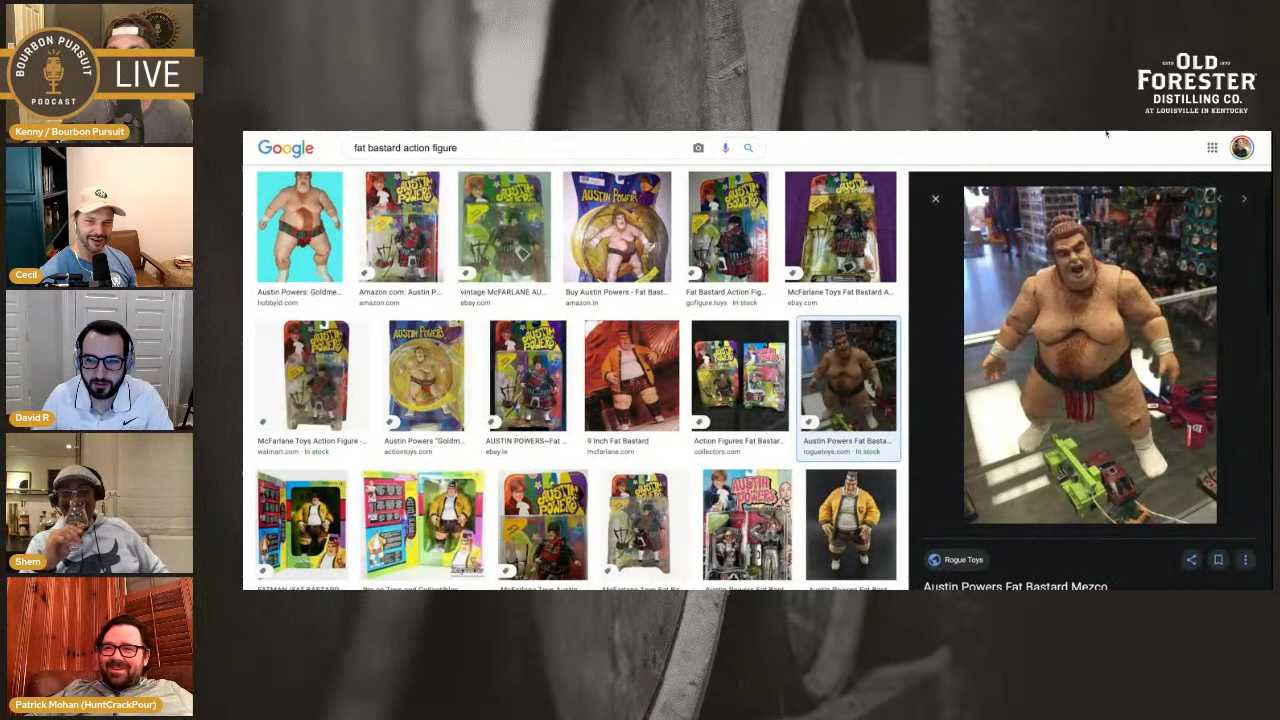 BOURBON PURSUIT
PODCAST
LIVE
Kenny / Bourbon Pursuit
Cecil
David R
Shem
Patrick Mohan (HuntCrackPour)
OLD
FORESTER
DISTILLING CO.
AT LOUISVILLE IN KENTUCKY
Google
fat bastard action figure
Austin Powers: Goldme...
hobbyid.com
Amazon.com: Austin P...
amazon.com
vintage McFARLANE AU...
ebay.com
Buy Austin Powers - Fat Bast...
amazon.in
Fat Bastard Action Fig...
gofigure.toys · In stock
McFarlane Toys Fat Bastard A...
ebay.com
McFarlane Toys Action Figure -...
walmart.com · In stock
Austin Powers "Goldm...
actiontoys.com
AUSTIN POWERS~Fat ...
ebay.ie
9 Inch Fat Bastard
mcfarlane.com
Action Figures Fat Bastar...
collectors.com
Austin Powers Fat Basta...
roguetoys.com · In stock
Rogue Toys
Austin Powers Fat Bastard Mezco